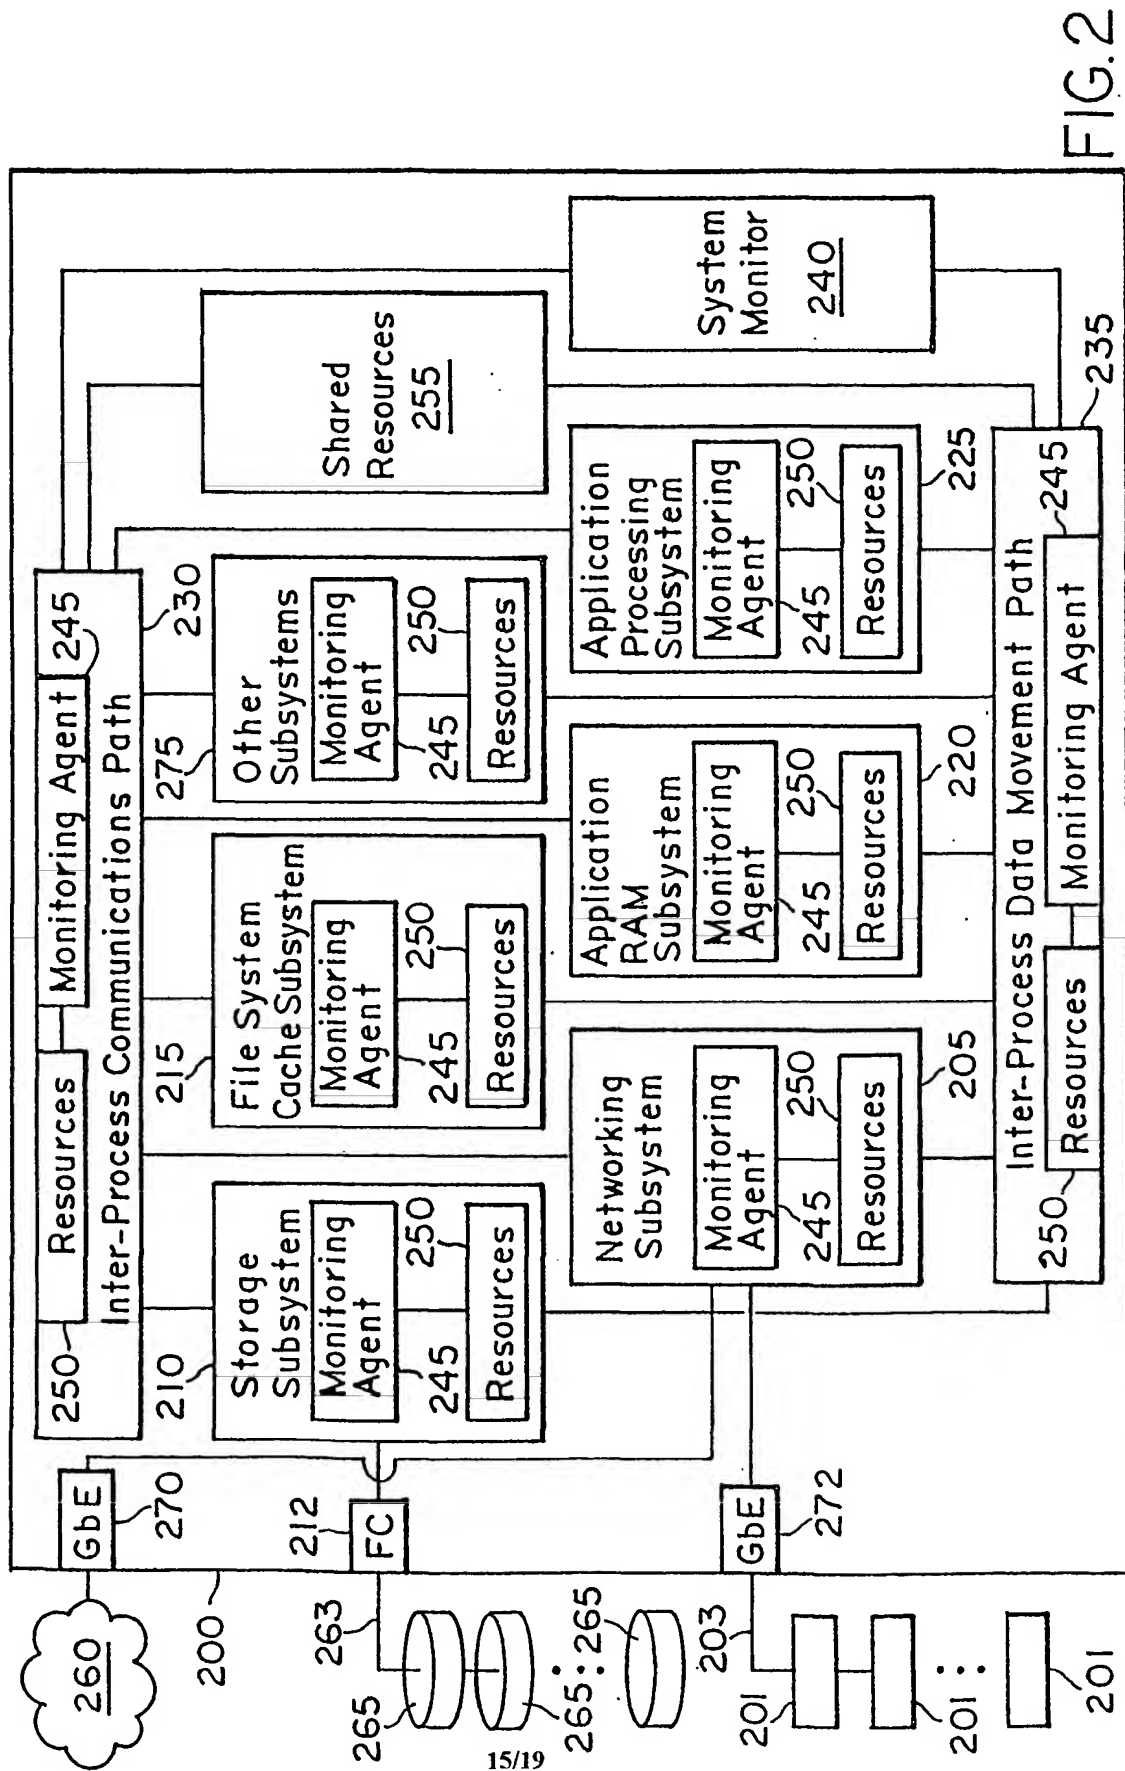 FIG.2
260
GbE
270
200
Resources
250
Monitoring Agent
245
Inter-Process Communications Path
230
210
Storage
Subsystem
Monitoring
Agent
245
250
Resources
215
File System
Cache Subsystem
Monitoring
Agent
245
250
Resources
275
Other
Subsystems
Monitoring
Agent
245
250
Resources
Shared
Resources
255
212
FC
263
265
265
265
265
Networking
Subsystem
Monitoring
Agent
245
250
Resources
205
Application
RAM
Subsystem
Monitoring
Agent
245
250
Resources
220
Application
Processing
Subsystem
Monitoring
Agent
245
250
Resources
225
System
Monitor
240
GbE
272
203
201
201
201
Inter-Process Data Movement Path
235
250
Resources
Monitoring Agent
245
15/19